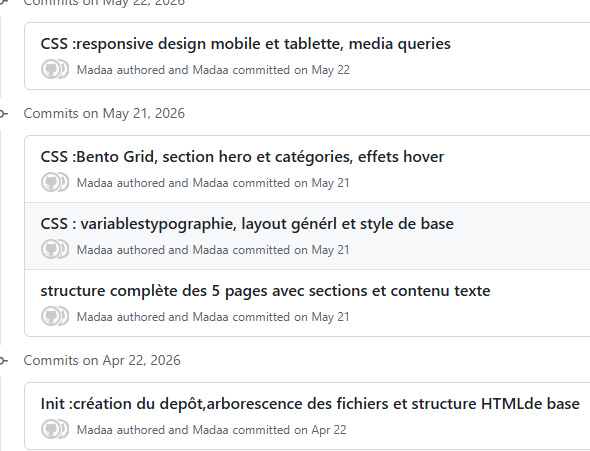 Commits on May 22, 2026
CSS :responsive design mobile et tablette, media queries
Madaa authored and Madaa committed on May 22
Commits on May 21, 2026
CSS :Bento Grid, section hero et catégories, effets hover
Madaa authored and Madaa committed on May 21
CSS : variablestypographie, layout générl et style de base
Madaa authored and Madaa committed on May 21
structure complète des 5 pages avec sections et contenu texte
Madaa authored and Madaa committed on May 21
Commits on Apr 22, 2026
Init :création du depôt,arborescence des fichiers et structure HTMLde base
Madaa authored and Madaa committed on Apr 22